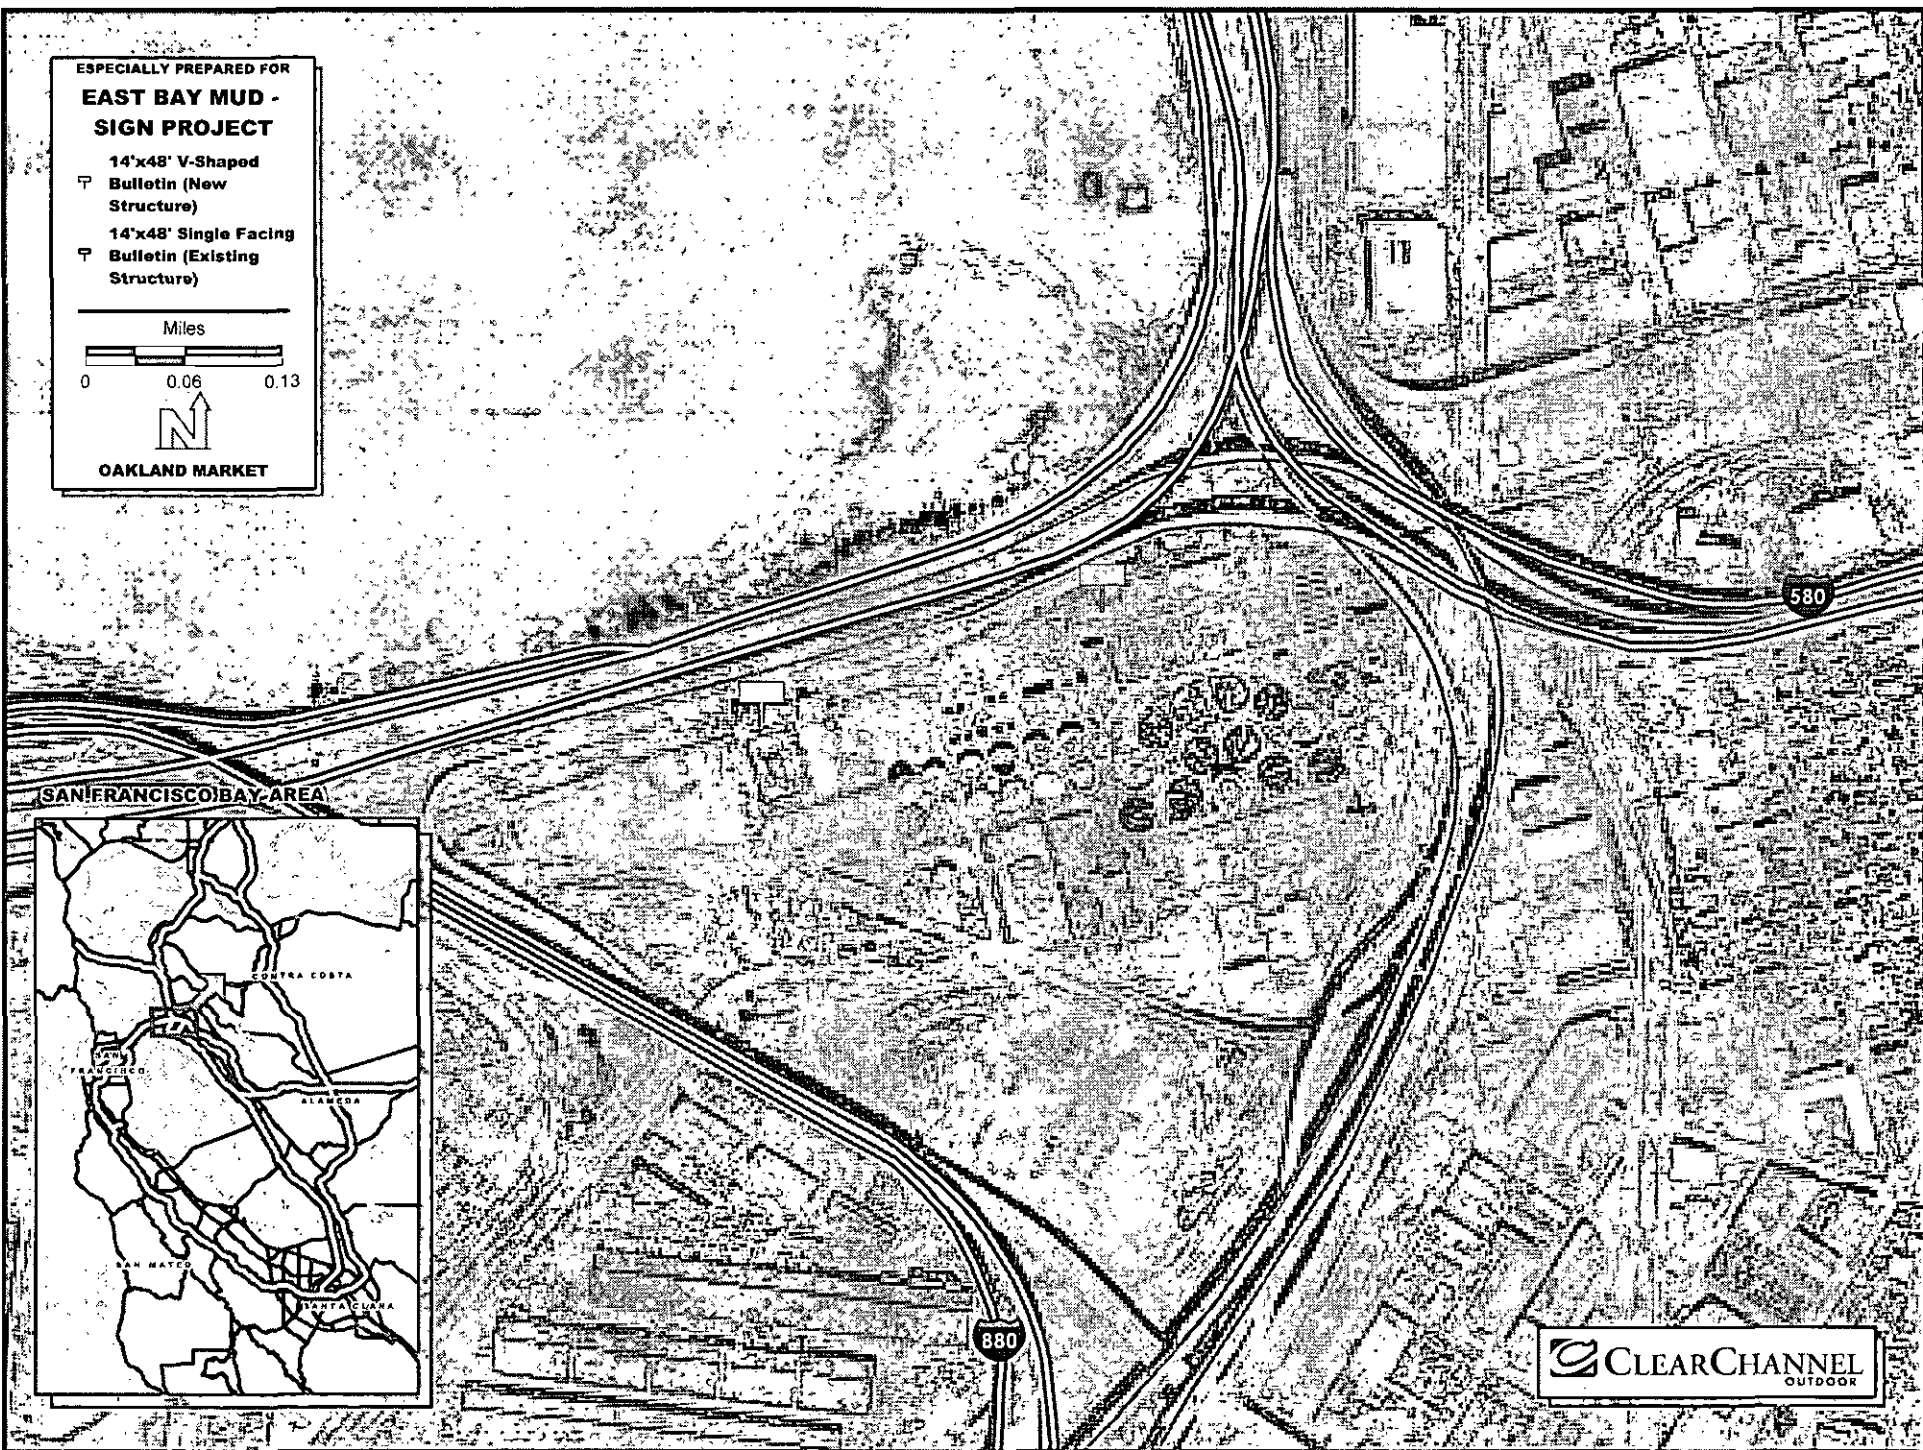 ESPECIALLY PREPARED FOR
EAST BAY MUD -
SIGN PROJECT
14'x48' V-Shaped
Bulletin (New
Structure)
14'x48' Single Facing
Bulletin (Existing
Structure)
Miles
0 0.06 0.13
N
OAKLAND MARKET
580
SAN FRANCISCO BAY AREA
CONTRA COSTA
SAN
FRANCISCO
ALAMEDA
SAN MATEO
SANTA CLARA
880
CLEARCHANNEL
OUTDOOR